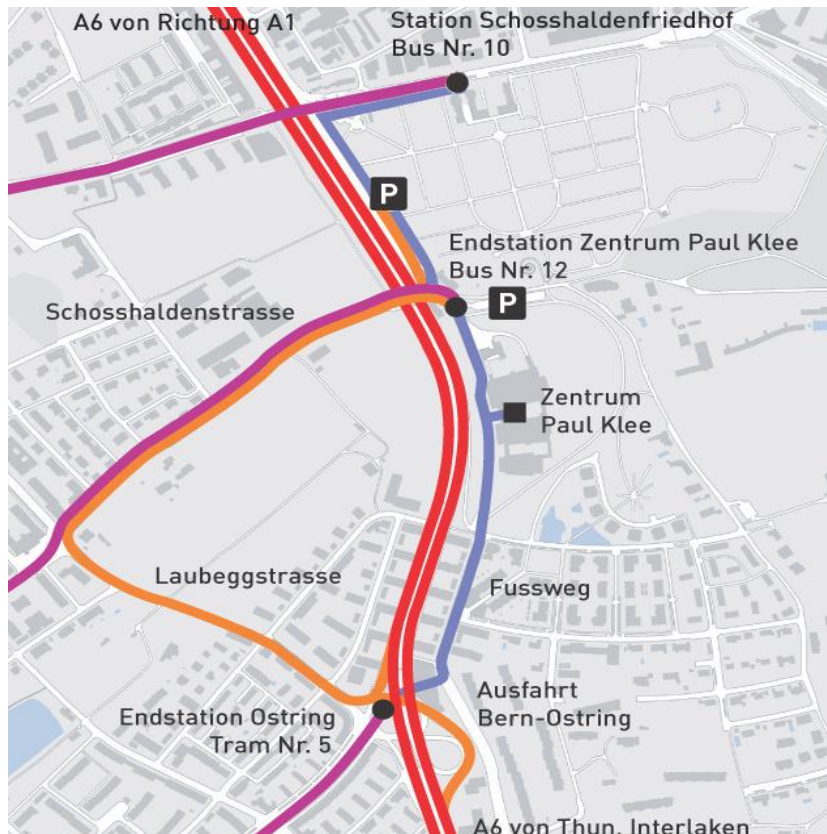 A6 von Richtung A1
Station Schosshaldenfriedhof
Bus Nr. 10
P
Endstation Zentrum Paul Klee
Bus Nr. 12
P
Schosshaldenstrasse
Zentrum
Paul Klee
Laubeggstrasse
Fussweg
Ausfahrt
Bern-Ostring
Endstation Ostring
Tram Nr. 5
A6 von Thun, Interlaken